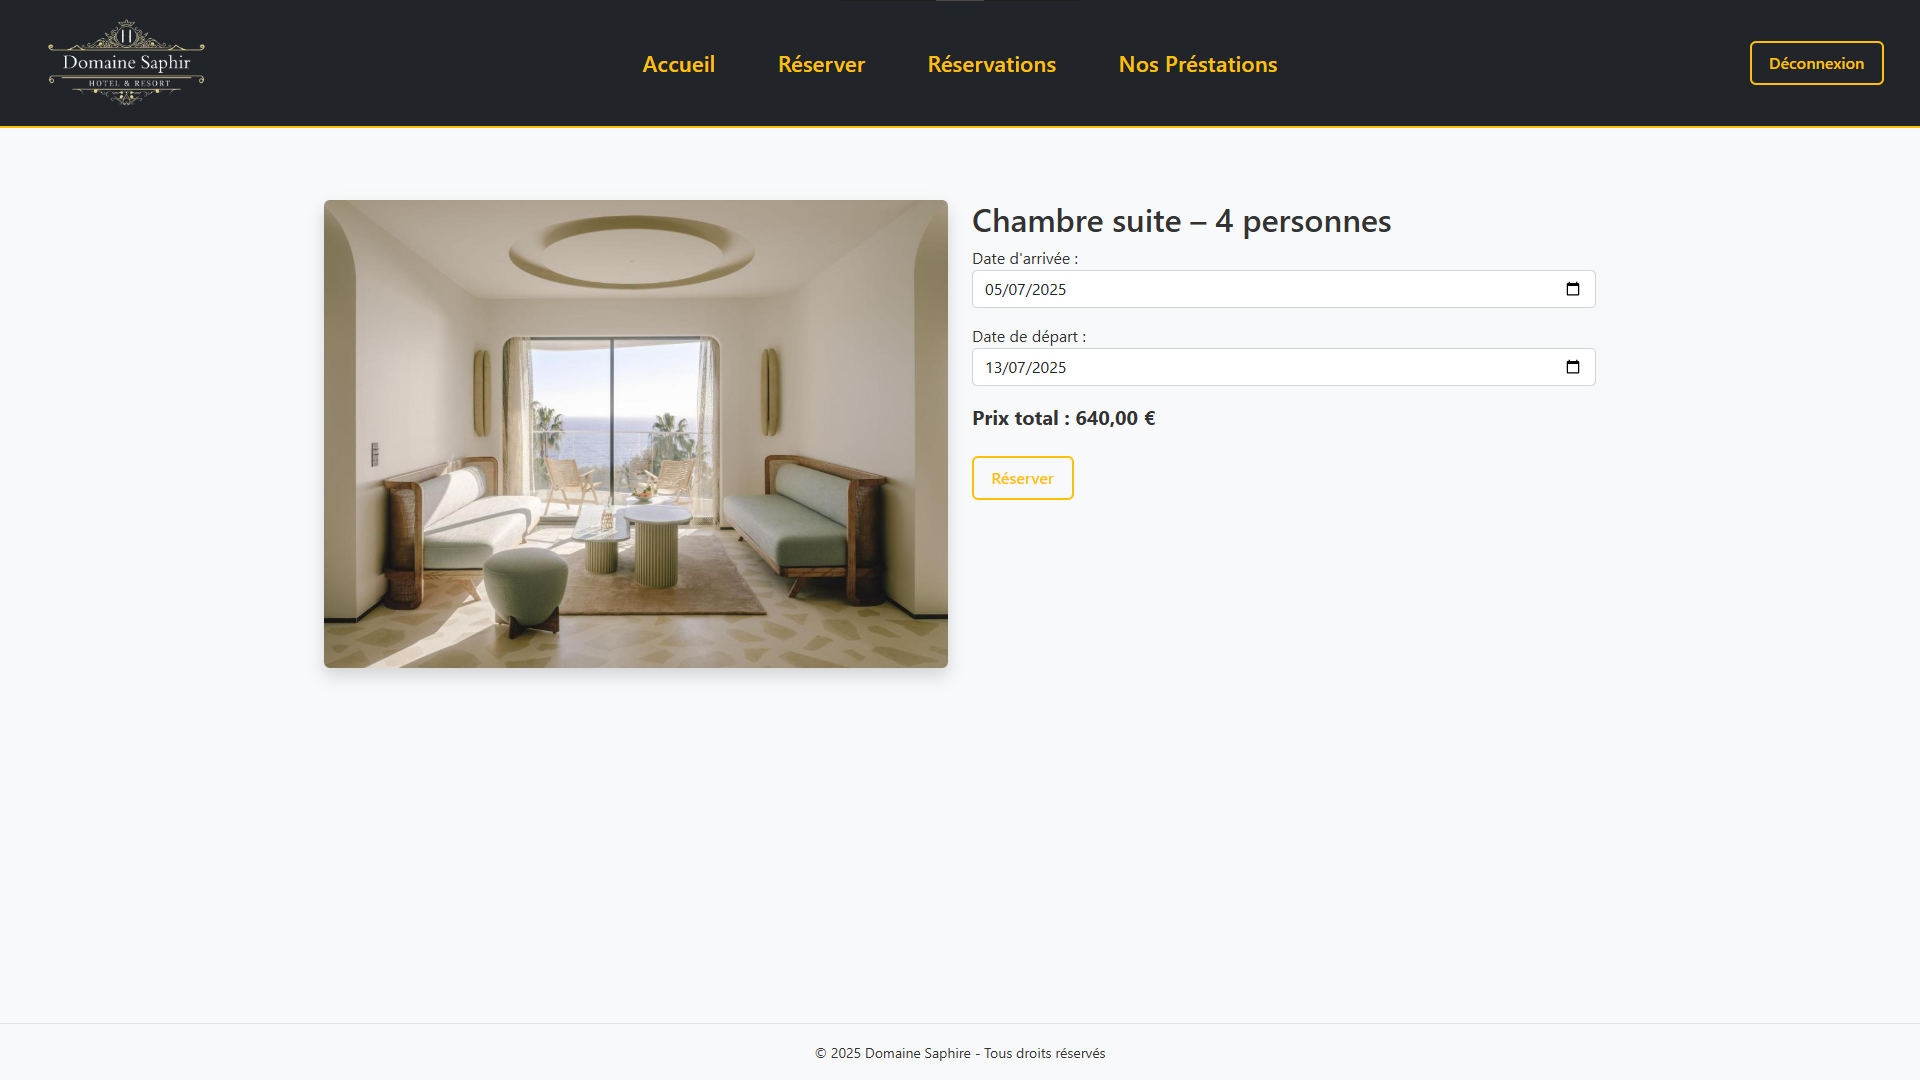 Domaine Saphir
HOTEL & RESORT
Accueil
Réserver
Réservations
Nos Préstations
Déconnexion
Chambre suite – 4 personnes
Date d'arrivée :
05/07/2025
Date de départ :
13/07/2025
Prix total : 640,00 €
Réserver
© 2025 Domaine Saphire - Tous droits réservés